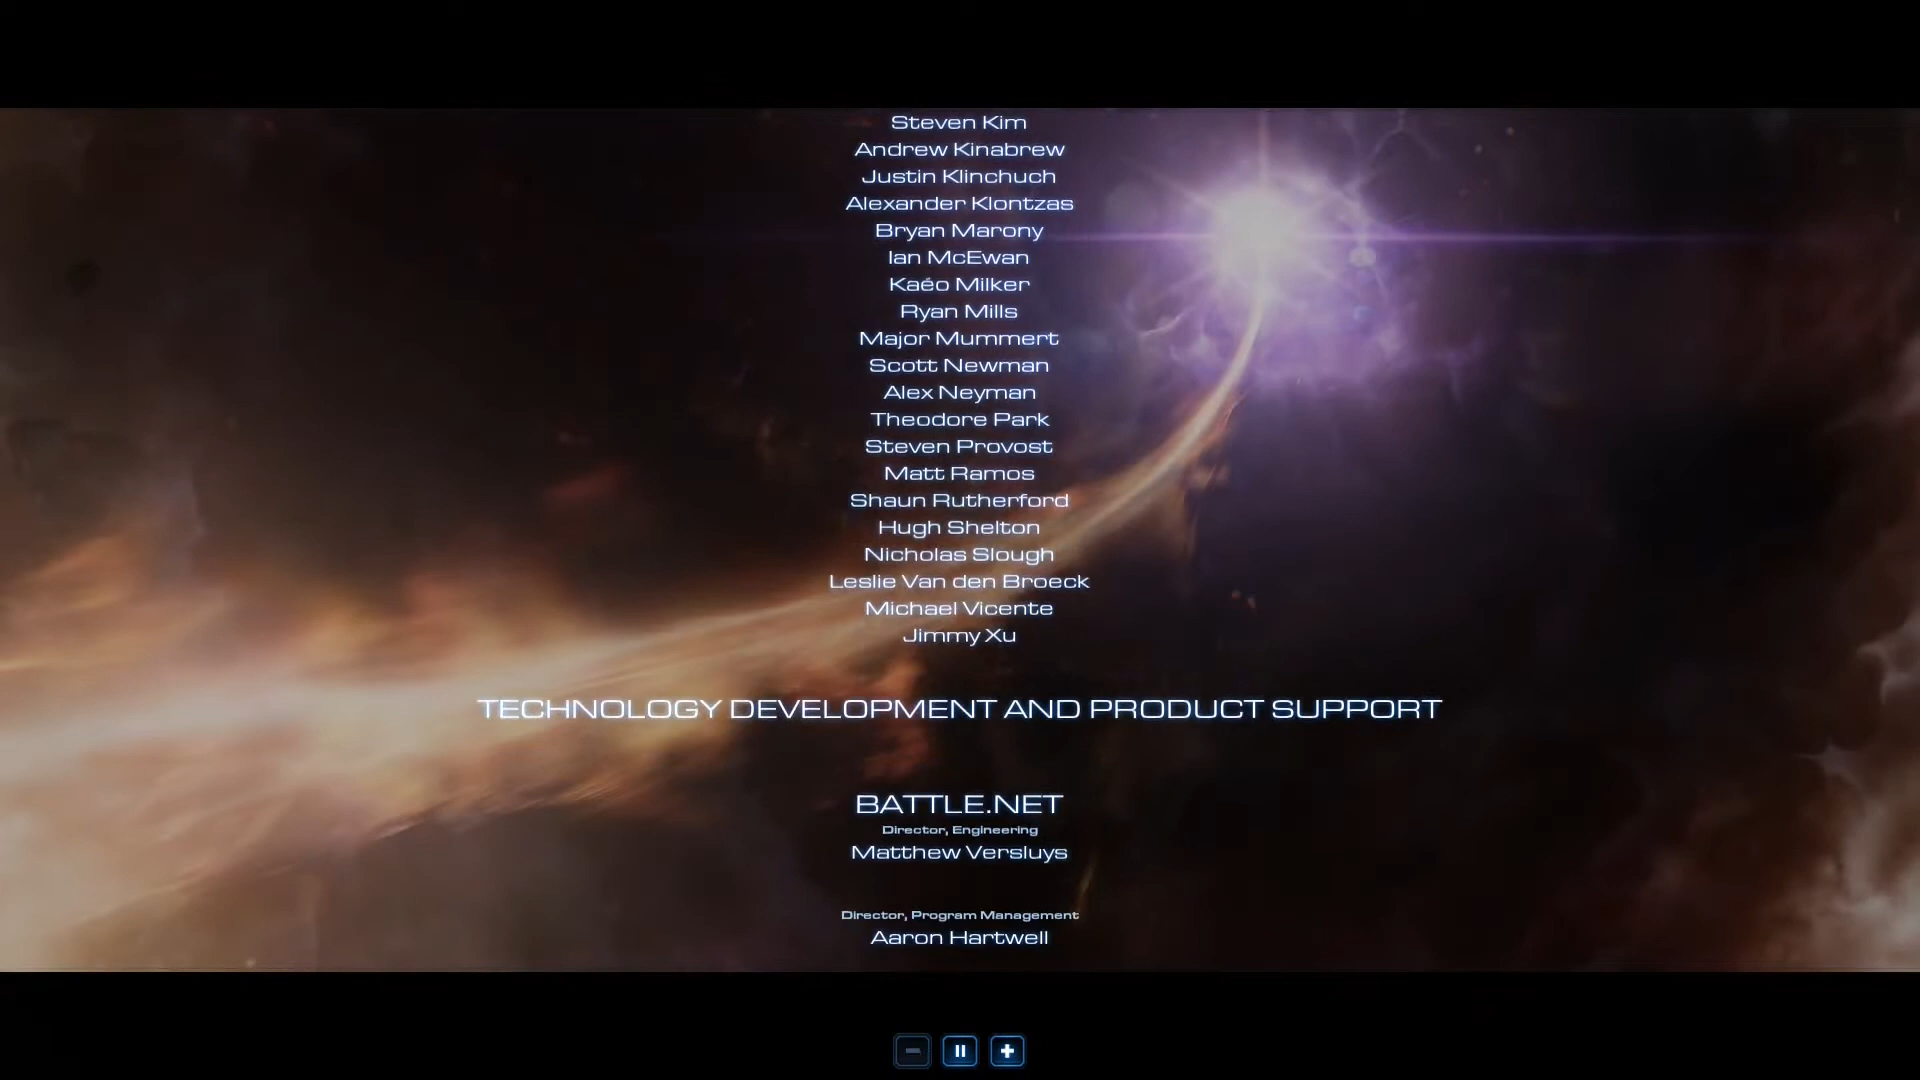 Steven Kim
Andrew Kinabrew
Justin Klinchuch
Alexander Klontzas
Bryan Marony
Ian McEwan
Kaéo Milker
Ryan Mills
Major Mummert
Scott Newman
Alex Neyman
Theodore Park
Steven Provost
Matt Ramos
Shaun Rutherford
Hugh Shelton
Nicholas Slough
Leslie Van den Broeck
Michael Vicente
Jimmy Xu
TECHNOLOGY DEVELOPMENT AND PRODUCT SUPPORT
BATTLE.NET
Director, Engineering
Matthew Versluys
Director, Program Management
Aaron Hartwell